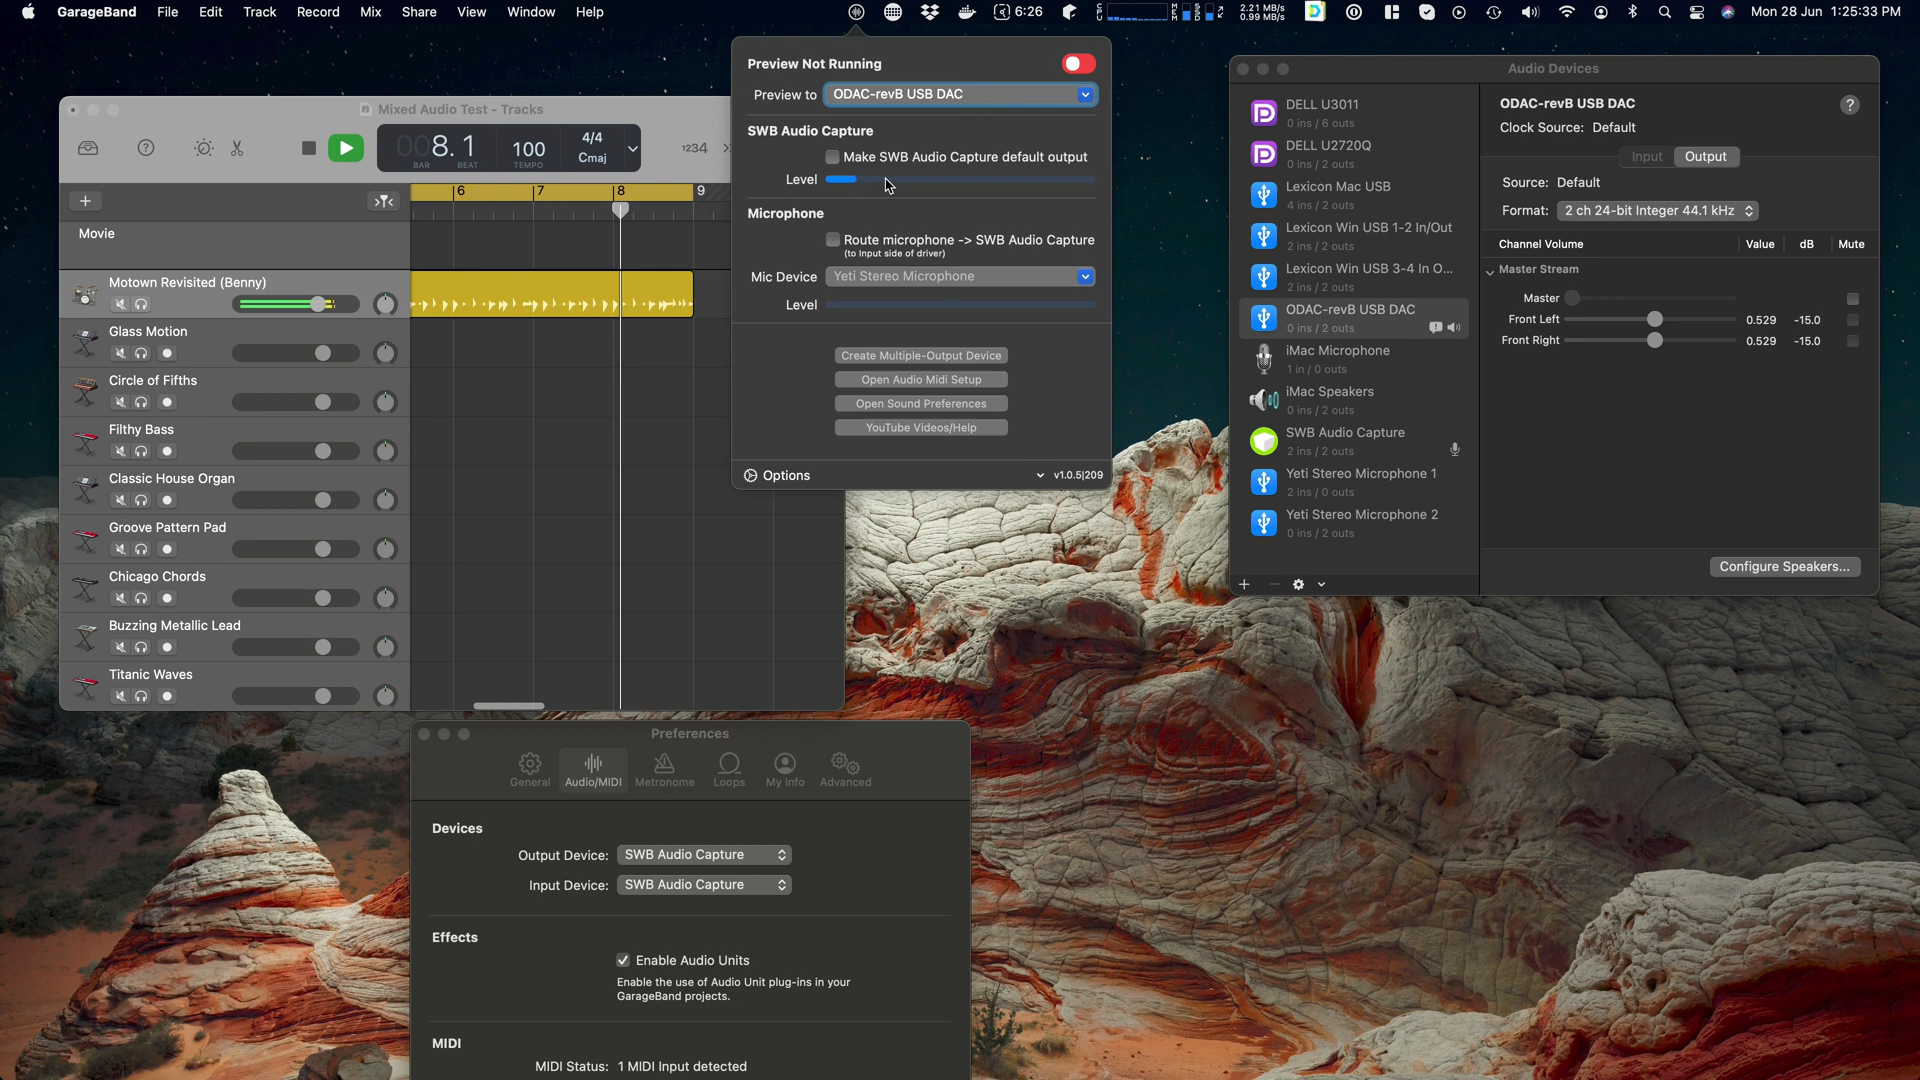 GarageBand File Edit Track Record Mix Share View Window Help
6:26
2.21 MB/s
0.99 MB/s
Mon 28 Jun 1:25:33 PM
Mixed Audio Test - Tracks
008.1
BAR BEAT
100
TEMPO
4/4
Cmaj
1234
6 7 8 9
Movie
Motown Revisited (Benny)
Glass Motion
Circle of Fifths
Filthy Bass
Classic House Organ
Groove Pattern Pad
Chicago Chords
Buzzing Metallic Lead
Titanic Waves
Preview Not Running
Preview to ODAC-revB USB DAC
SWB Audio Capture
Make SWB Audio Capture default output
Level
Microphone
Route microphone -> SWB Audio Capture
(to Input side of driver)
Mic Device Yeti Stereo Microphone
Level
Create Multiple-Output Device
Open Audio Midi Setup
Open Sound Preferences
YouTube Videos/Help
Options
v1.0.5|209
Audio Devices
DELL U3011
0 ins / 6 outs
DELL U2720Q
0 ins / 2 outs
Lexicon Mac USB
4 ins / 2 outs
Lexicon Win USB 1-2 In/Out
2 ins / 2 outs
Lexicon Win USB 3-4 In O...
2 ins / 2 outs
ODAC-revB USB DAC
0 ins / 2 outs
iMac Microphone
1 in / 0 outs
iMac Speakers
0 ins / 2 outs
SWB Audio Capture
2 ins / 2 outs
Yeti Stereo Microphone 1
2 ins / 0 outs
Yeti Stereo Microphone 2
0 ins / 2 outs
ODAC-revB USB DAC
?
Clock Source: Default
Input Output
Source: Default
Format: 2 ch 24-bit Integer 44.1 kHz
Channel Volume Value dB Mute
Master Stream
Master
Front Left 0.529 -15.0
Front Right 0.529 -15.0
Configure Speakers...
Preferences
General Audio/MIDI Metronome Loops My Info Advanced
Devices
Output Device: SWB Audio Capture
Input Device: SWB Audio Capture
Effects
Enable Audio Units
Enable the use of Audio Unit plug-ins in your
GarageBand projects.
MIDI
MIDI Status: 1 MIDI Input detected